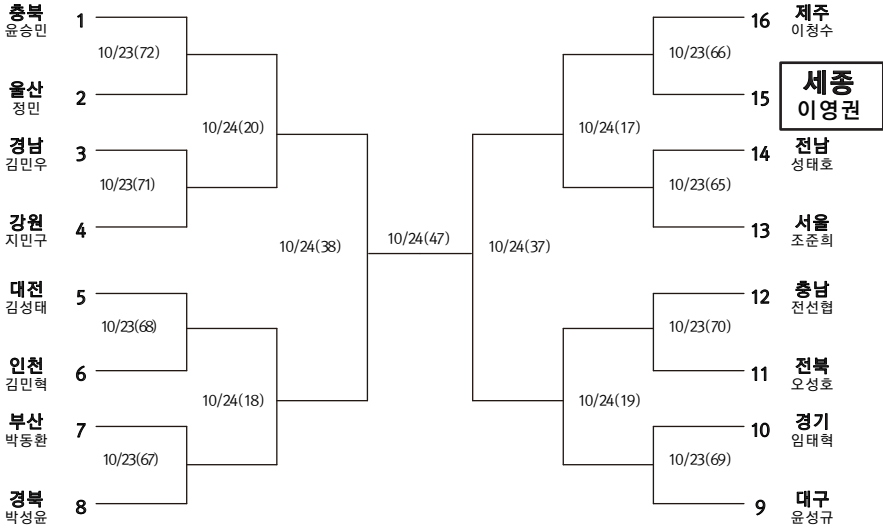 충북 1
윤승민
10/23(72)
울산 2
정민
10/24(20)
경남 3
김민우
10/23(71)
강원 4
지민구
10/24(38)
대전 5
김성태
10/23(68)
인천 6
김민혁
10/24(18)
부산 7
박동환
10/23(67)
경북 8
박성윤
10/24(47)
16 제주
이청수
10/23(66)
15 세종
이영권
10/24(17)
14 전남
성태호
10/23(65)
13 서울
조준희
10/24(37)
12 충남
전선협
10/23(70)
11 전북
오성호
10/24(19)
10 경기
임태혁
10/23(69)
9 대구
윤성규